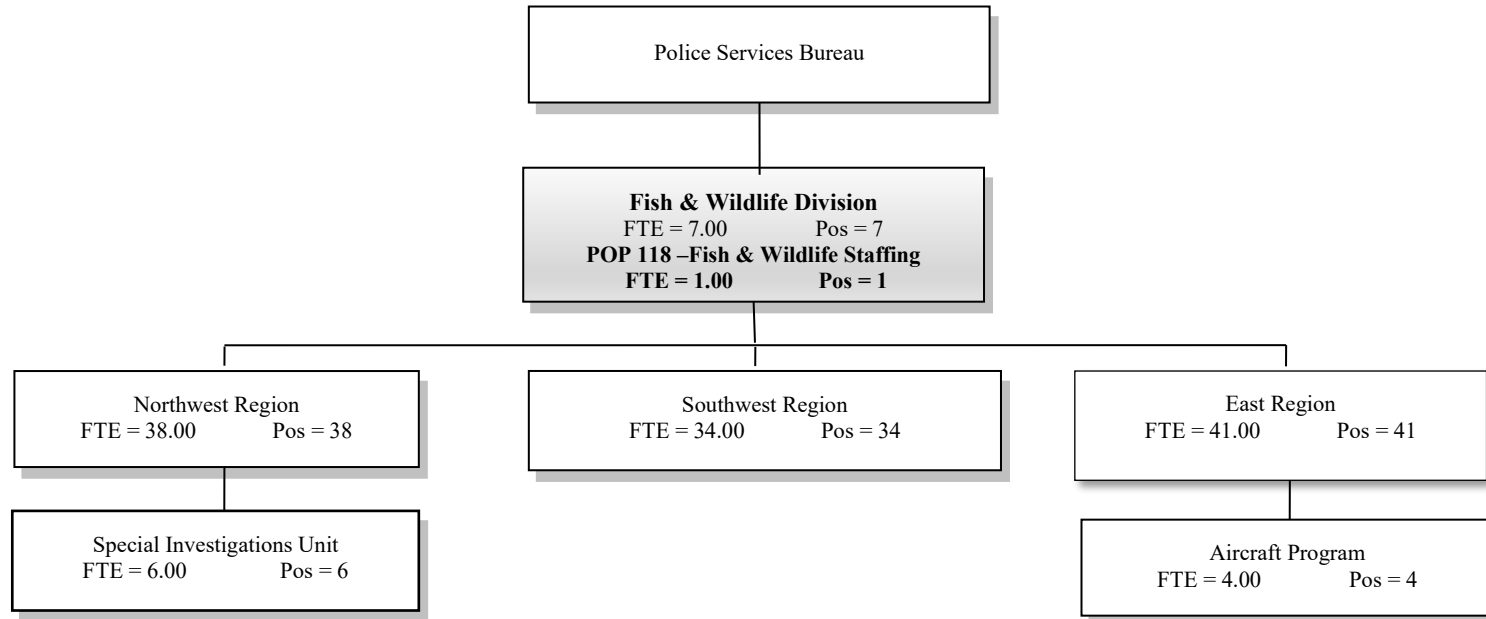 Police Services Bureau
Fish & Wildlife Division
FTE = 7.00 Pos = 7
POP 118 –Fish & Wildlife Staffing
FTE = 1.00 Pos = 1
Northwest Region
FTE = 38.00 Pos = 38
Southwest Region
FTE = 34.00 Pos = 34
East Region
FTE = 41.00 Pos = 41
Special Investigations Unit
FTE = 6.00 Pos = 6
Aircraft Program
FTE = 4.00 Pos = 4